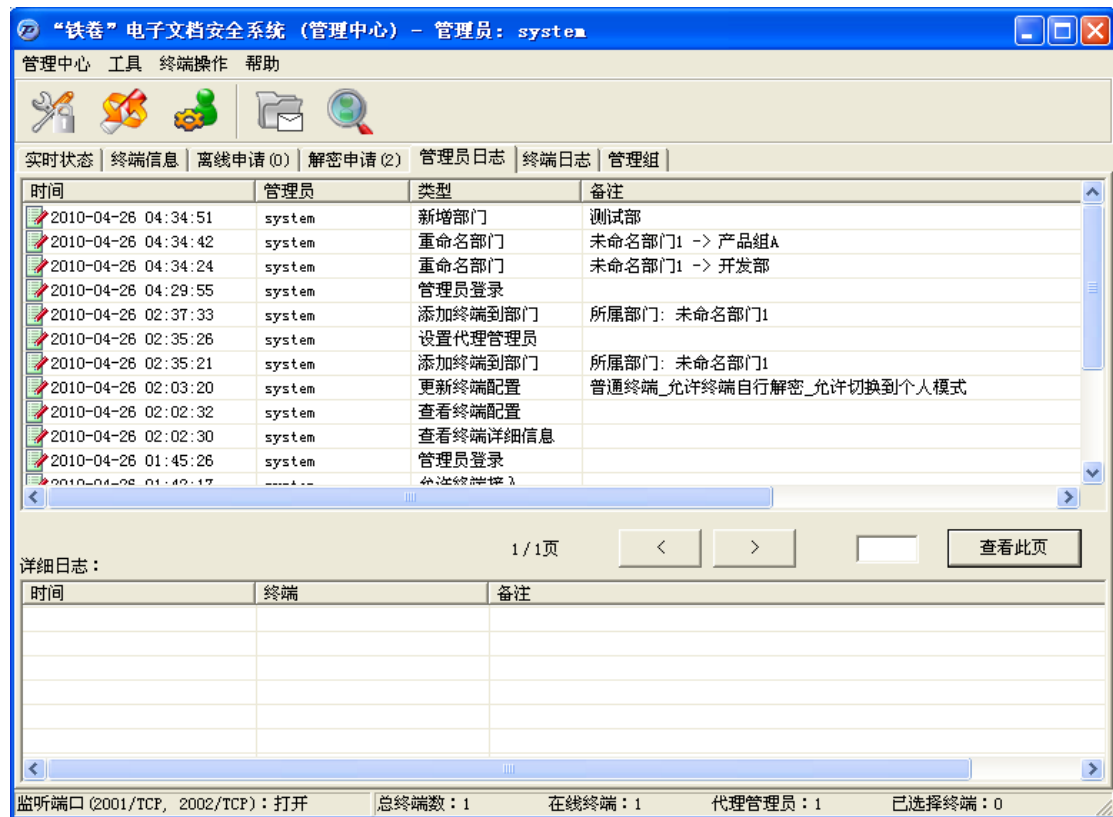 “铁卷”电子文档安全系统 (管理中心) - 管理员: system
管理中心 工具 终端操作 帮助
实时状态 终端信息 离线申请(0) 解密申请(2) 管理员日志 终端日志 管理组
时间 管理员 类型 备注
2010-04-26 04:34:51 system 新增部门 测试部
2010-04-26 04:34:42 system 重命名部门 未命名部门1 -> 产品组A
2010-04-26 04:34:24 system 重命名部门 未命名部门1 -> 开发部
2010-04-26 04:29:55 system 管理员登录
2010-04-26 02:37:33 system 添加终端到部门 所属部门: 未命名部门1
2010-04-26 02:35:26 system 设置代理管理员
2010-04-26 02:35:21 system 添加终端到部门 所属部门: 未命名部门1
2010-04-26 02:03:20 system 更新终端配置 普通终端_允许终端自行解密_允许切换到个人模式
2010-04-26 02:02:32 system 查看终端配置
2010-04-26 02:02:30 system 查看终端详细信息
2010-04-26 01:45:26 system 管理员登录
2010-04-26 01:42:17 system 允许终端接入
1/1页 < > 查看此页
详细日志:
时间 终端 备注
监听端口(2001/TCP, 2002/TCP):打开 总终端数:1 在线终端:1 代理管理员:1 已选择终端:0